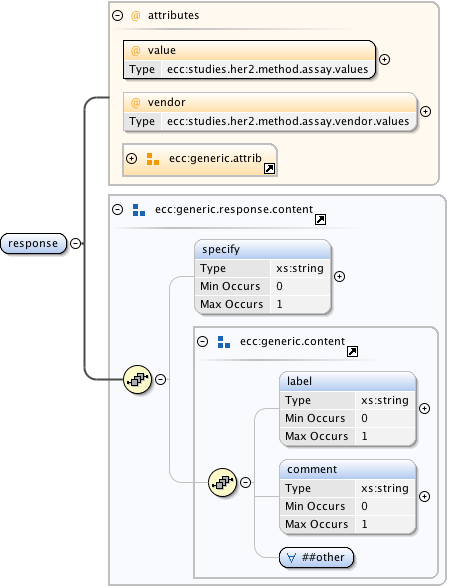 @ attributes
@ value
Type ecc:studies.her2.method.assay.values
@ vendor
Type ecc:studies.her2.method.assay.vendor.values
ecc:generic.attrib
ecc:generic.response.content
response
specify
Type xs:string
Min Occurs 0
Max Occurs 1
ecc:generic.content
label
Type xs:string
Min Occurs 0
Max Occurs 1
comment
Type xs:string
Min Occurs 0
Max Occurs 1
∀ ##other